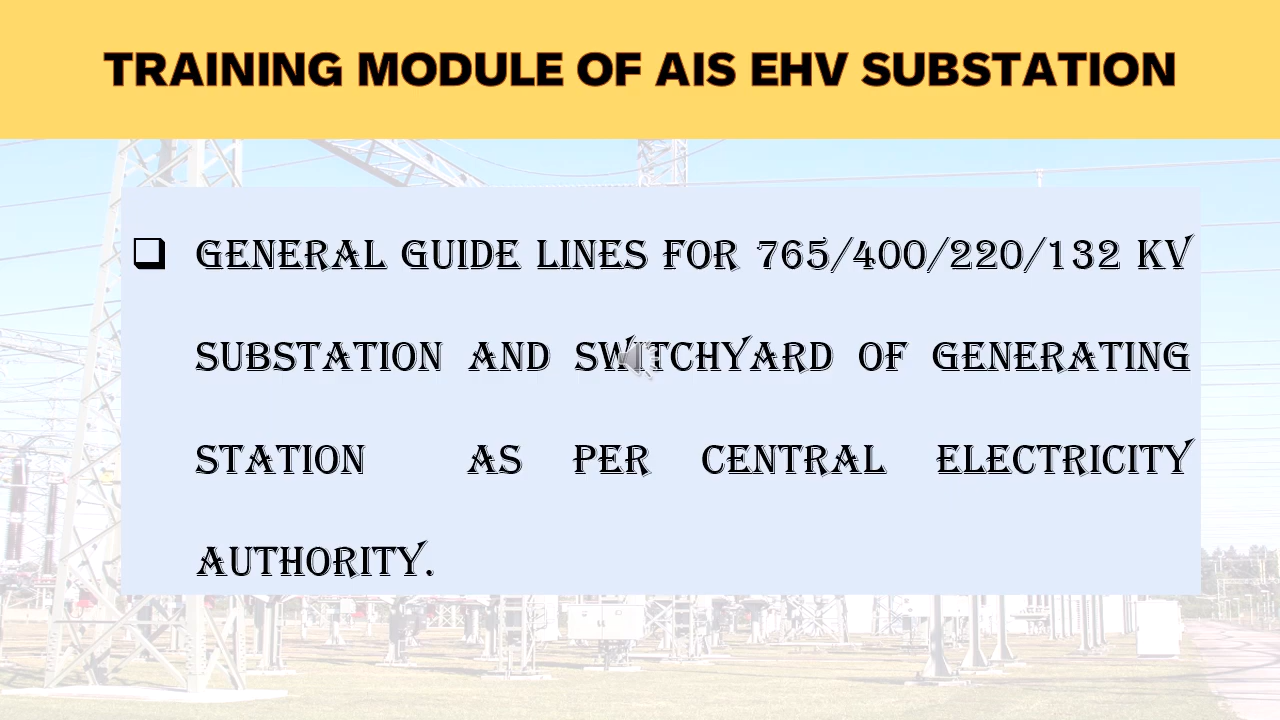 TRAINING MODULE OF AIS EHV SUBSTATION
GENERAL GUIDE LINES FOR 765/400/220/132 KV
SUBSTATION AND SWITCHYARD OF GENERATING
STATION AS PER CENTRAL ELECTRICITY
AUTHORITY.